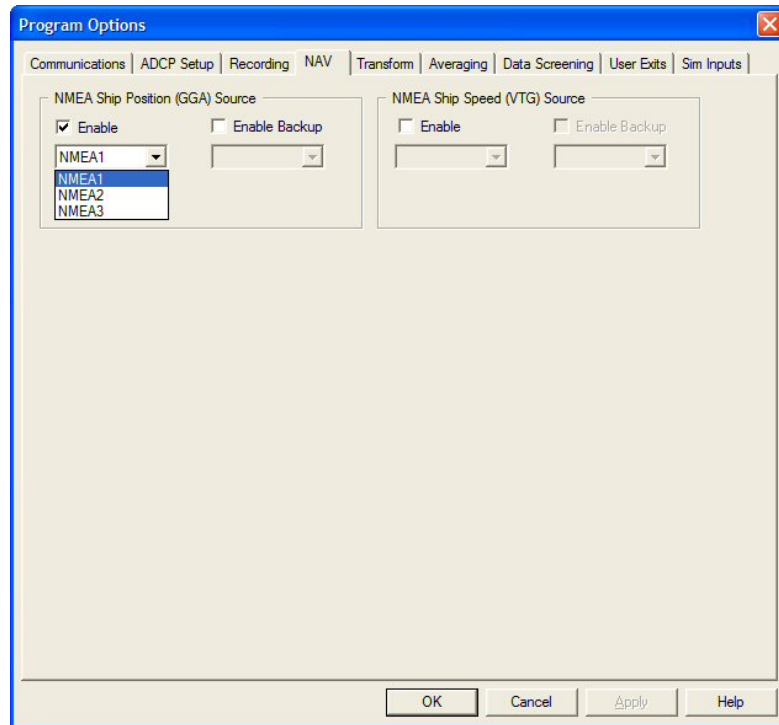 Program Options
Communications ADCP Setup Recording NAV Transform Averaging Data Screening User Exits Sim Inputs
NMEA Ship Position (GGA) Source NMEA Ship Speed (VTG) Source
Enable Enable Backup Enable Enable Backup
NMEA1
NMEA1
NMEA2
NMEA3
OK Cancel Apply Help